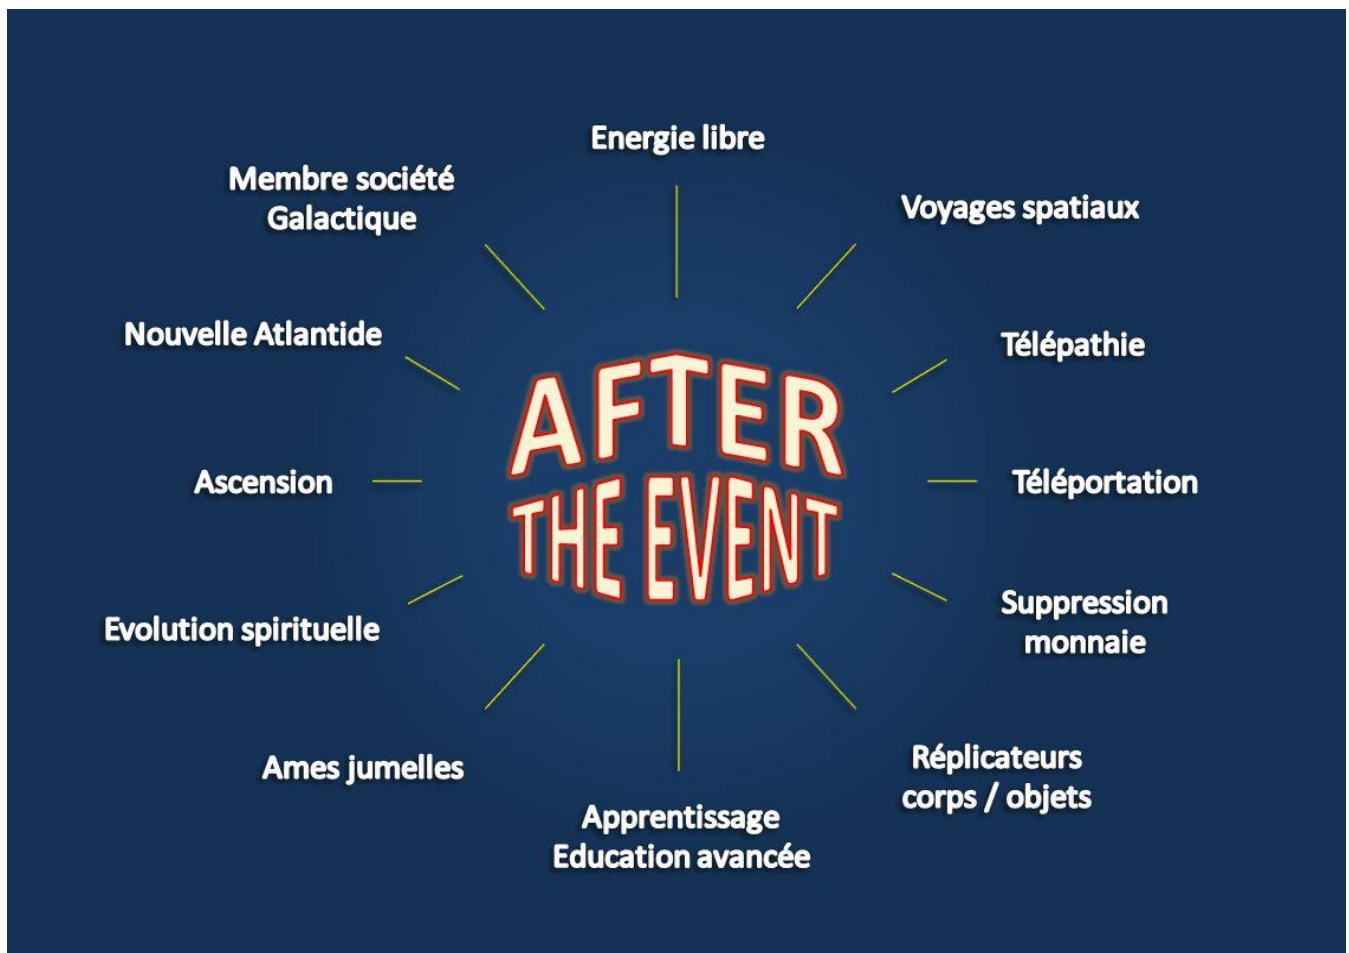 Energie libre
Membre société
Galactique
Voyages spatiaux
Nouvelle Atlantide
Télépathie
AFTER
THE EVENT
Ascension
Téléportation
Evolution spirituelle
Suppression
monnaie
Ames jumelles
Réplicateurs
corps / objets
Apprentissage
Education avancée